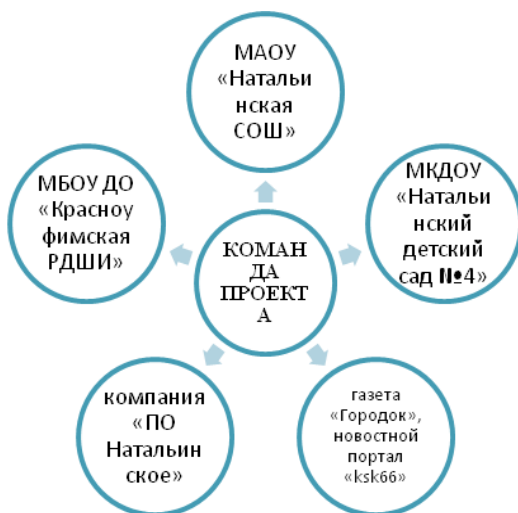 МАОУ
«Натальи
нская
СОШ»
МБОУ ДО
«Красноу
фимская
РДШИ»
МКДОУ
«Натальи
нский
детский
сад №4»
КОМАН
ДА
ПРОЕКТ
А
компания
«ПО
Натальин
ское»
газета
«Городок»,
новостной
портал
«ksk66»